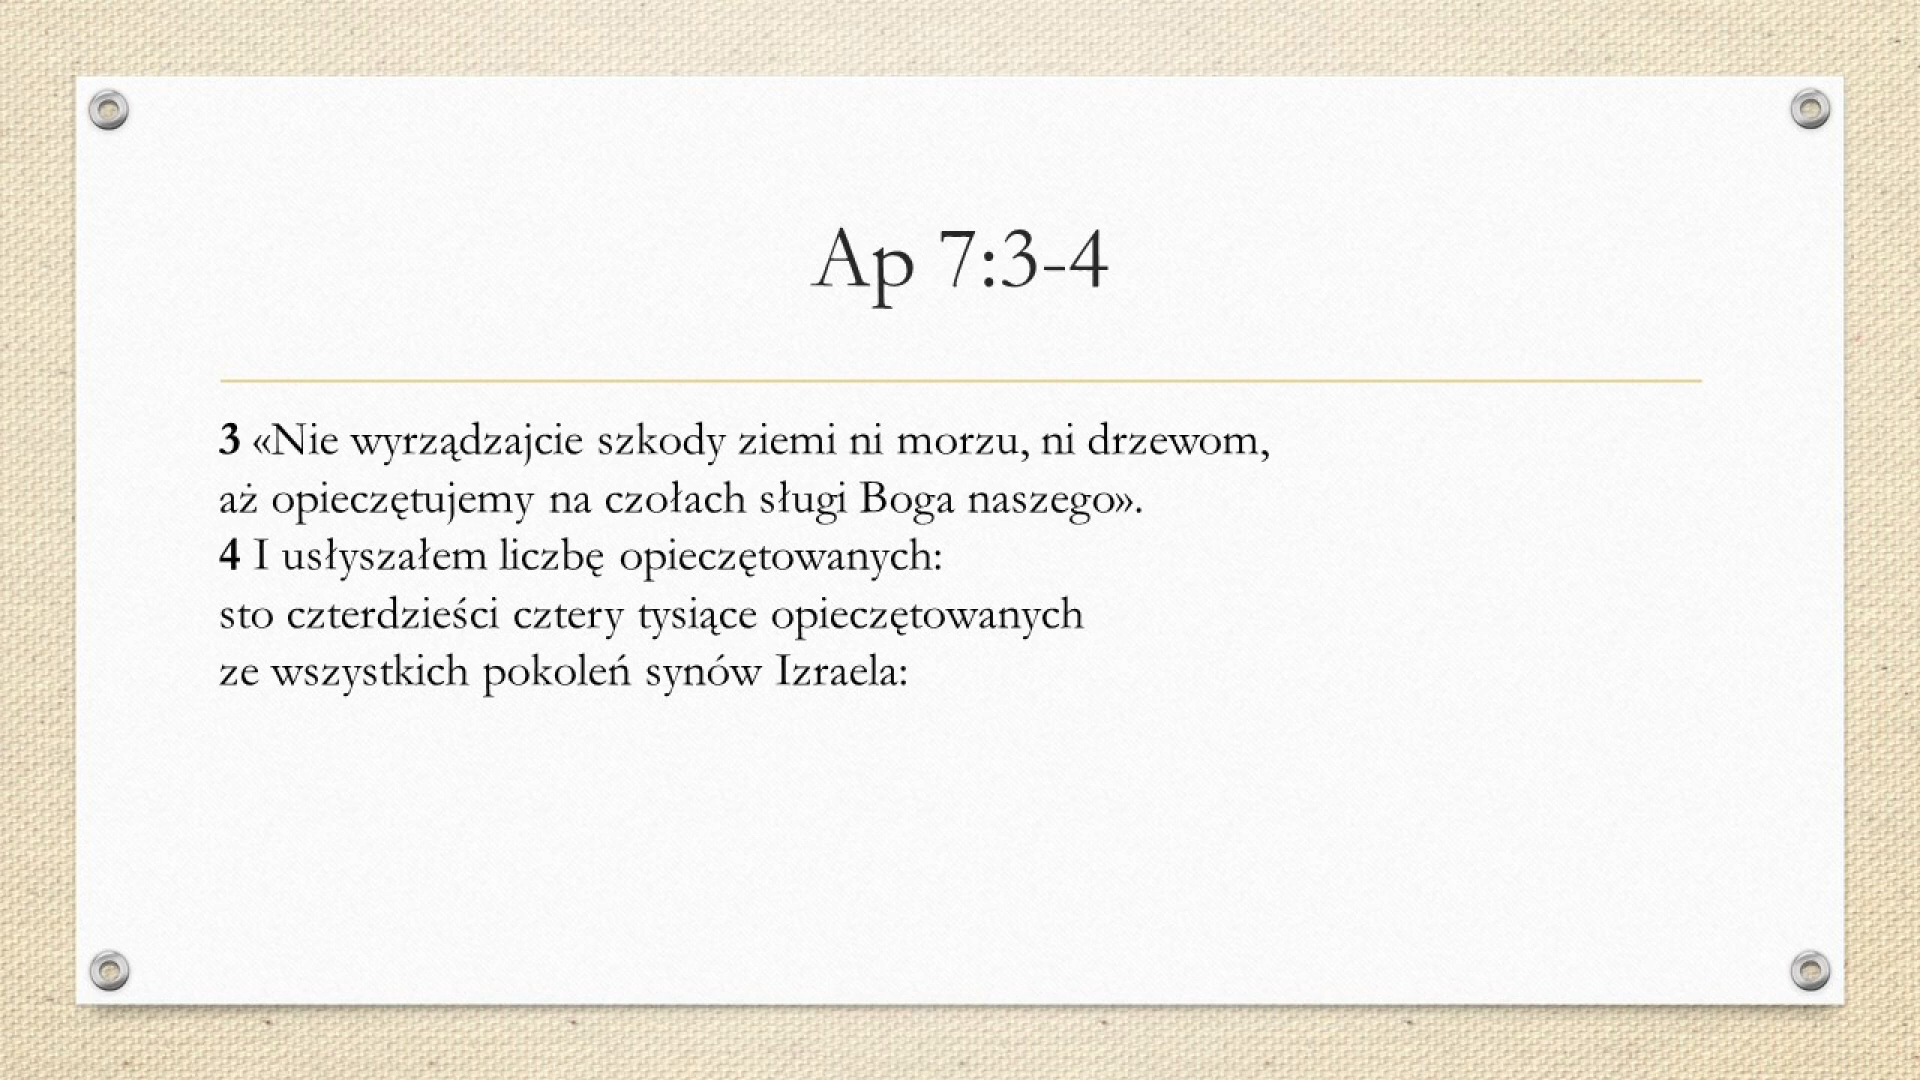 Ap 7:3-4
3 «Nie wyrządzajcie szkody ziemi ni morzu, ni drzewom,
aż opieczętujemy na czołach sługi Boga naszego».
4 I usłyszałem liczbę opieczętowanych:
sto czterdzieści cztery tysiące opieczętowanych
ze wszystkich pokoleń synów Izraela: